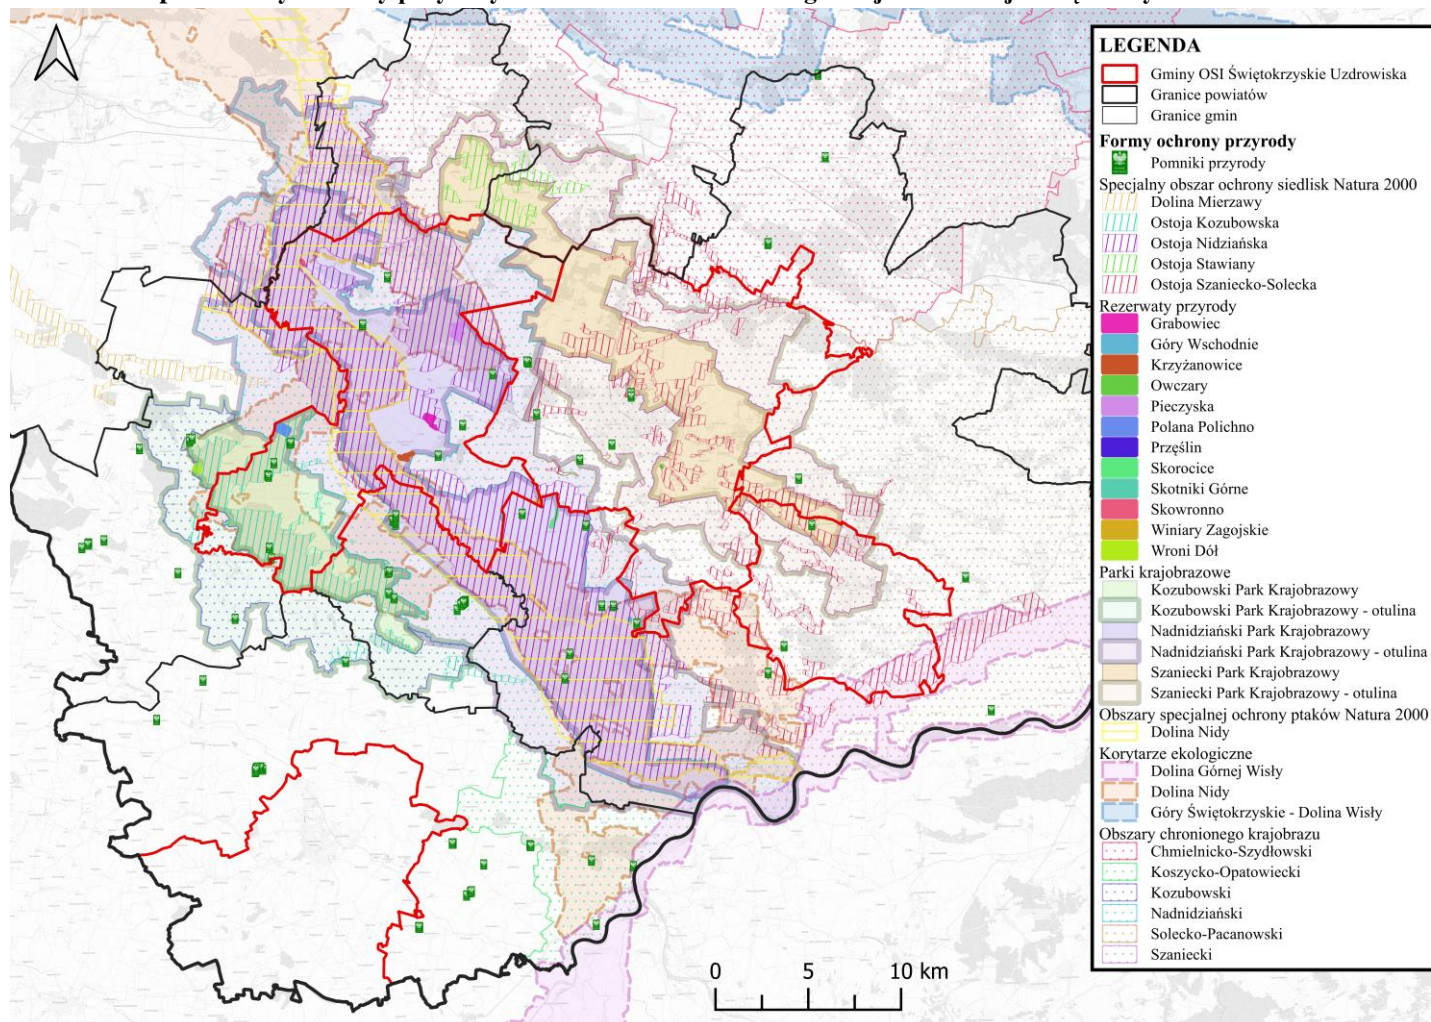 LEGENDA
Gminy OSI Świętokrzyskie Uzdrowiska
Granice powiatów
Granice gmin
Formy ochrony przyrody
Pomniki przyrody
Specjalny obszar ochrony siedlisk Natura 2000
Dolina Mierzawy
Ostoja Kozubowska
Ostoja Nidziańska
Ostoja Stawiany
Ostoja Szaniecko-Solecka
Rezerwaty przyrody
Grabowiec
Góry Wschodnie
Krzyżanowice
Owczary
Pieczyska
Polana Polichno
Przęślin
Skorocice
Skotniki Górne
Skowronno
Winiary Zagojskie
Wroni Dół
Parki krajobrazowe
Kozubowski Park Krajobrazowy
Kozubowski Park Krajobrazowy - otulina
Nadnidziański Park Krajobrazowy
Nadnidziański Park Krajobrazowy - otulina
Szaniecki Park Krajobrazowy
Szaniecki Park Krajobrazowy - otulina
Obszary specjalnej ochrony ptaków Natura 2000
Dolina Nidy
Korytarze ekologiczne
Dolina Górnej Wisły
Dolina Nidy
Góry Świętokrzyskie - Dolina Wisły
Obszary chronionego krajobrazu
Chmielnicko-Szydłowski
Koszycko-Opatowiecki
Kozubowski
Nadnidziański
Solecko-Pacanowski
Szaniecki
0 5 10 km